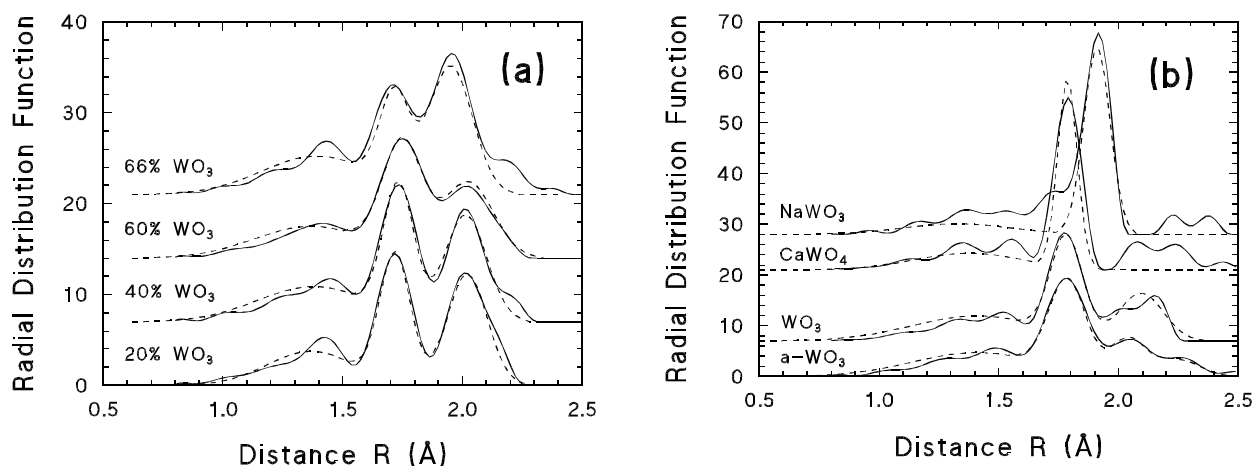 (a)
Radial Distribution Function
40
30
20
10
0
66% WO₃
60% WO₃
40% WO₃
20% WO₃
0.5 1.0 1.5 2.0 2.5
Distance R (Å)
(b)
Radial Distribution Function
70
60
50
40
30
20
10
0
NaWO₃
CaWO₄
WO₃
a-WO₃
0.5 1.0 1.5 2.0 2.5
Distance R (Å)